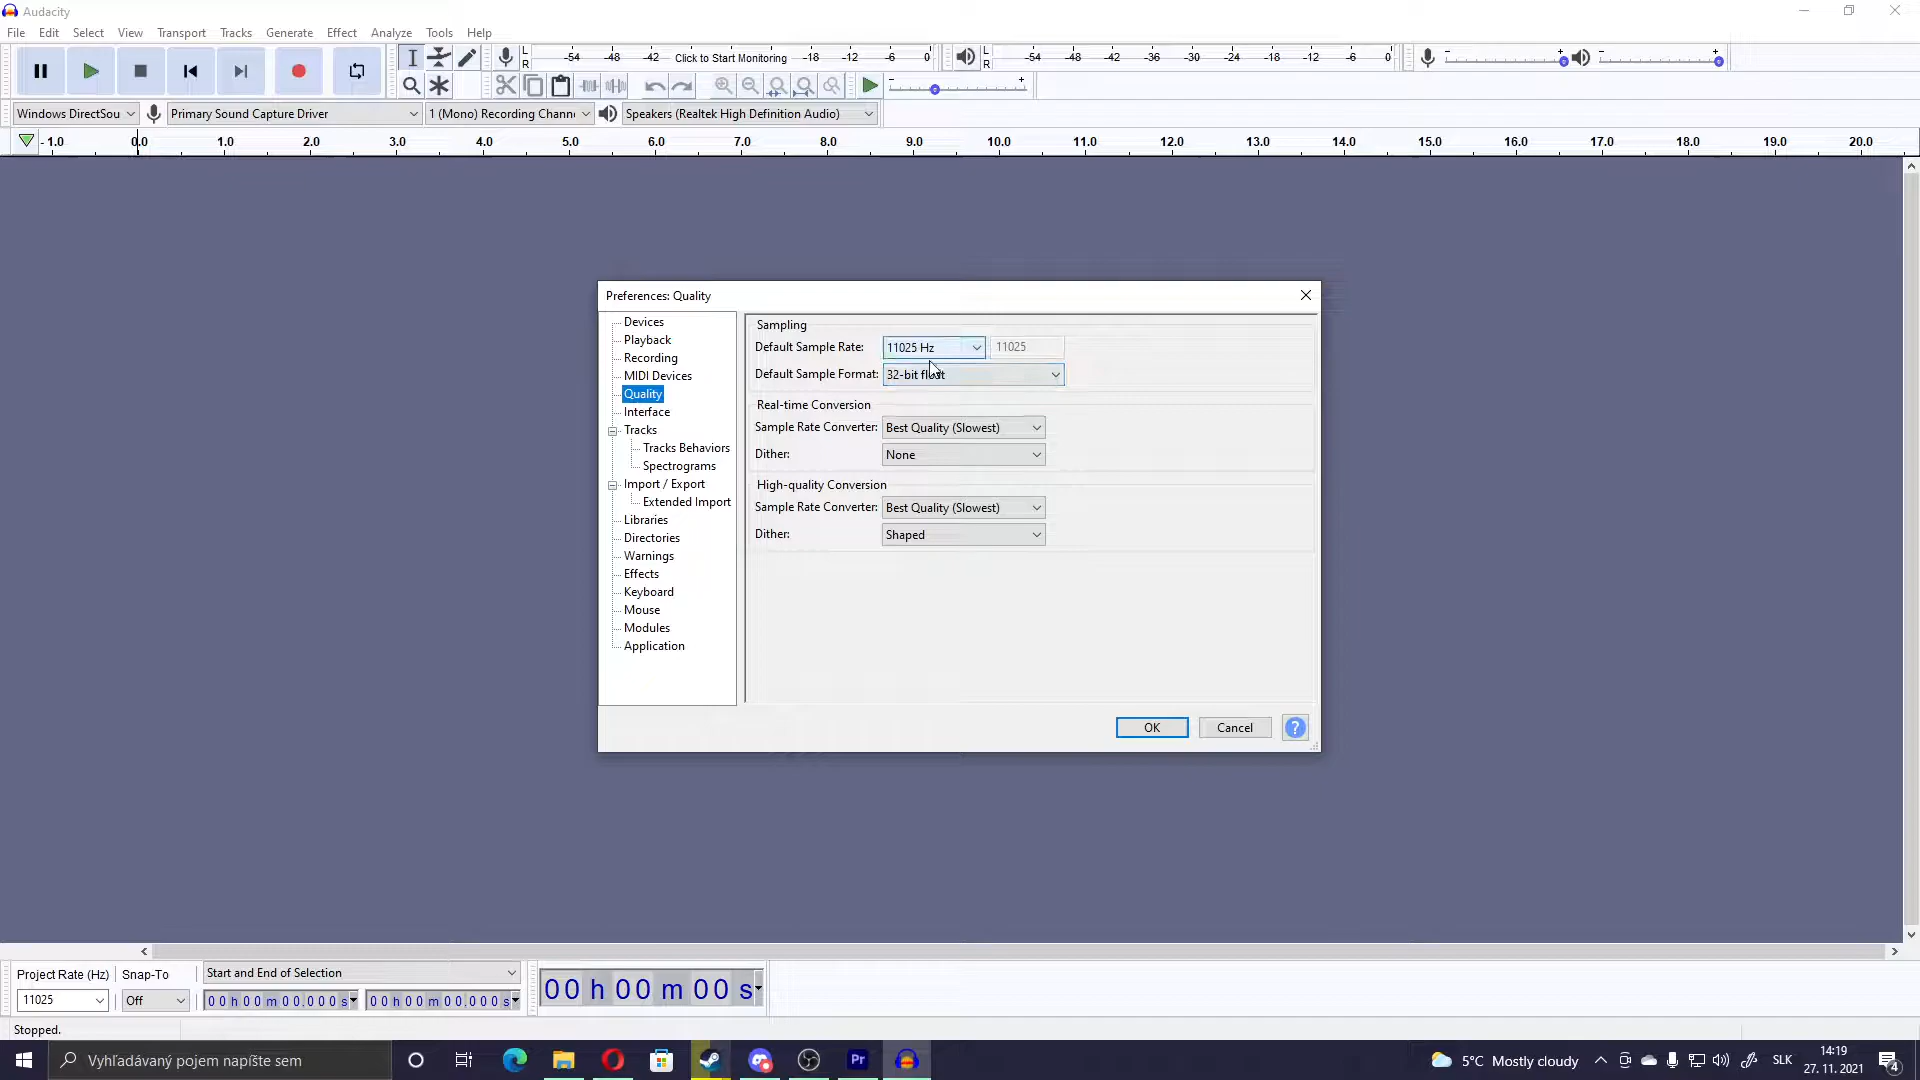 Audacity
File Edit Select View Transport Tracks Generate Effect Analyze Tools Help
L R -54 -48 -42 Click to Start Monitoring -18 -12 -6 0 L R -54 -48 -42 -36 -30 -24 -18 -12 -6 0 - + - +
- +
Windows DirectSou Primary Sound Capture Driver 1 (Mono) Recording Chann Speakers (Realtek High Definition Audio)
- 1.0 0.0 1.0 2.0 3.0 4.0 5.0 6.0 7.0 8.0 9.0 10.0 11.0 12.0 13.0 14.0 15.0 16.0 17.0 18.0 19.0 20.0
Preferences: Quality
Devices
Playback
Recording
MIDI Devices
Quality
Interface
Tracks
Tracks Behaviors
Spectrograms
Import / Export
Extended Import
Libraries
Directories
Warnings
Effects
Keyboard
Mouse
Modules
Application
Sampling
Default Sample Rate: 11025 Hz 11025
Default Sample Format: 32-bit float
Real-time Conversion
Sample Rate Converter: Best Quality (Slowest)
Dither: None
High-quality Conversion
Sample Rate Converter: Best Quality (Slowest)
Dither: Shaped
OK Cancel ?
Project Rate (Hz) Snap-To Start and End of Selection
11025 Off 00 h 00 m 00.000 s 00 h 00 m 00.000 s 00 h 00 m 00 s
Stopped.
Vyhľadávaný pojem napíšte sem Pr 5°C Mostly cloudy SLK 14:19
27. 11. 2021 4